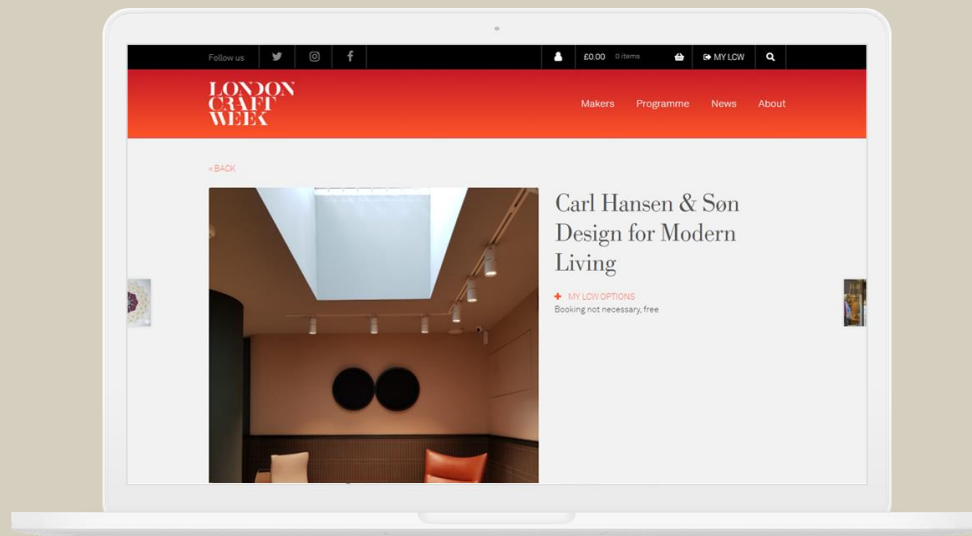 Follow us
£0.00 0 items
MY LCW
LONDON
CRAFT
WEEK
Makers Programme News About
< BACK
Carl Hansen & Søn
Design for Modern
Living
MY LCW OPTIONS
Booking not necessary, free